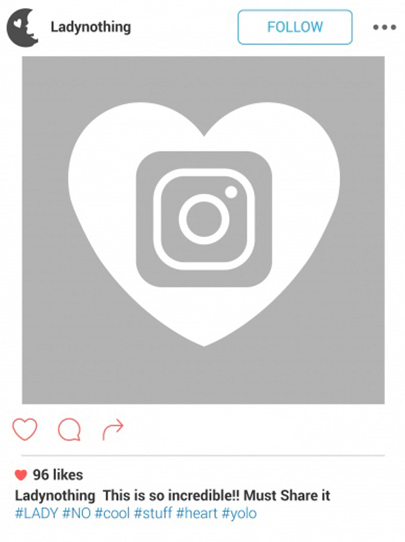 Ladynothing
FOLLOW
96 likes
Ladynothing This is so incredible!! Must Share it
#LADY #NO #cool #stuff #heart #yolo